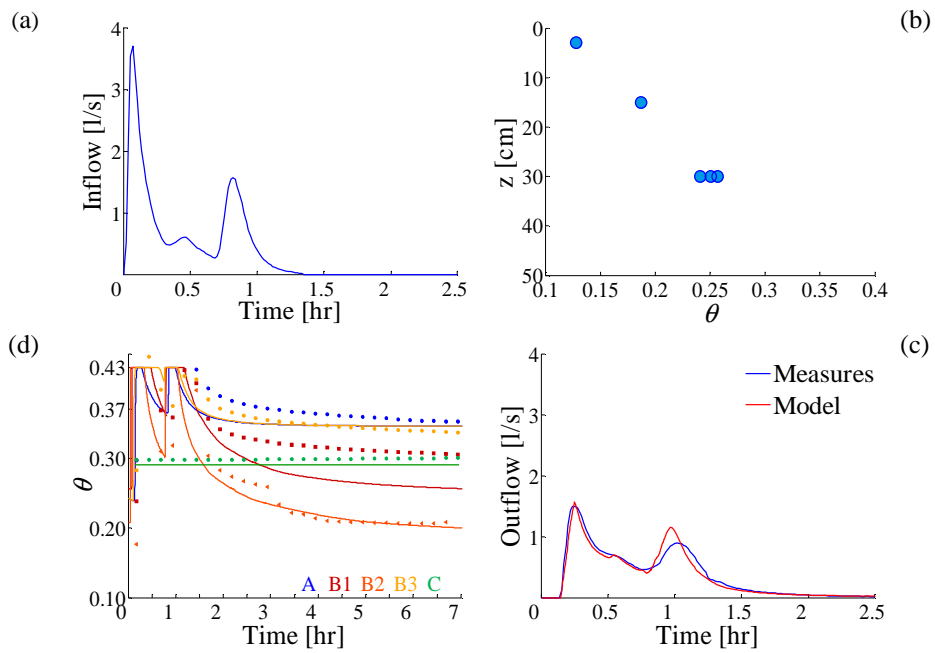 (a)
Inflow [l/s]
4
3
2
1
0 0.5 1 1.5 2 2.5
Time [hr]
(b)
z [cm]
0
10
20
30
40
50
0.1 0.15 0.2 0.25 0.3 0.35 0.4
θ
(d)
θ
0.43
0.37
0.30
0.20
0.10
A B1 B2 B3 C
0 1 1 2 3 4 5 6 7
Time [hr]
(c)
Outflow [l/s]
4
3
2
1
Measures
Model
0 0.5 1 1.5 2 2.5
Time [hr]